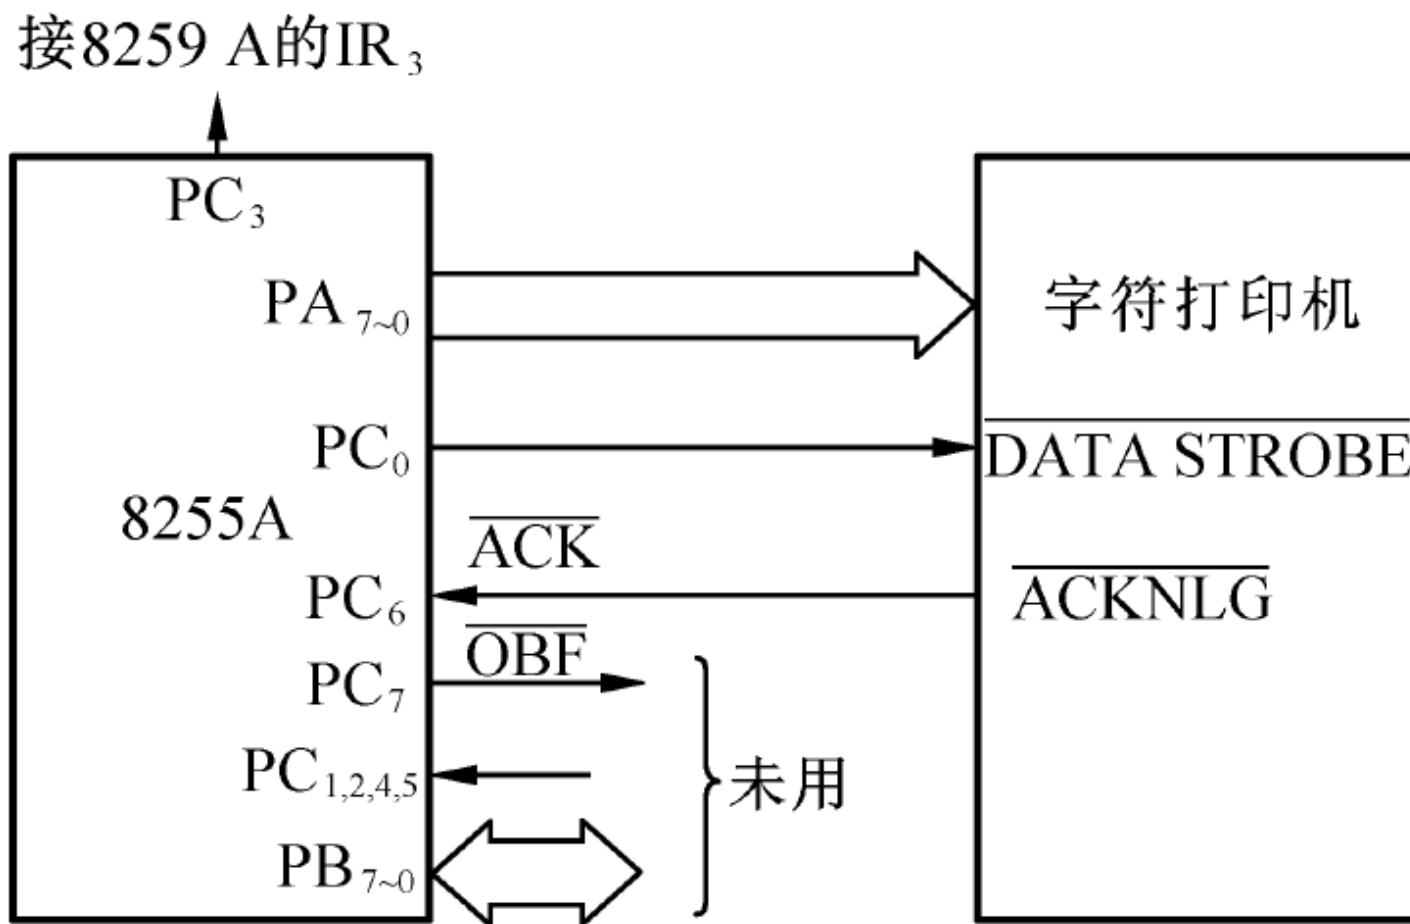 接8259 A的IR3
PC3
PA7~0
字符打印机
PC0
DATA STROBE
8255A
ACK
PC6
ACKNLG
OBF
PC7
PC1,2,4,5
未用
PB7~0